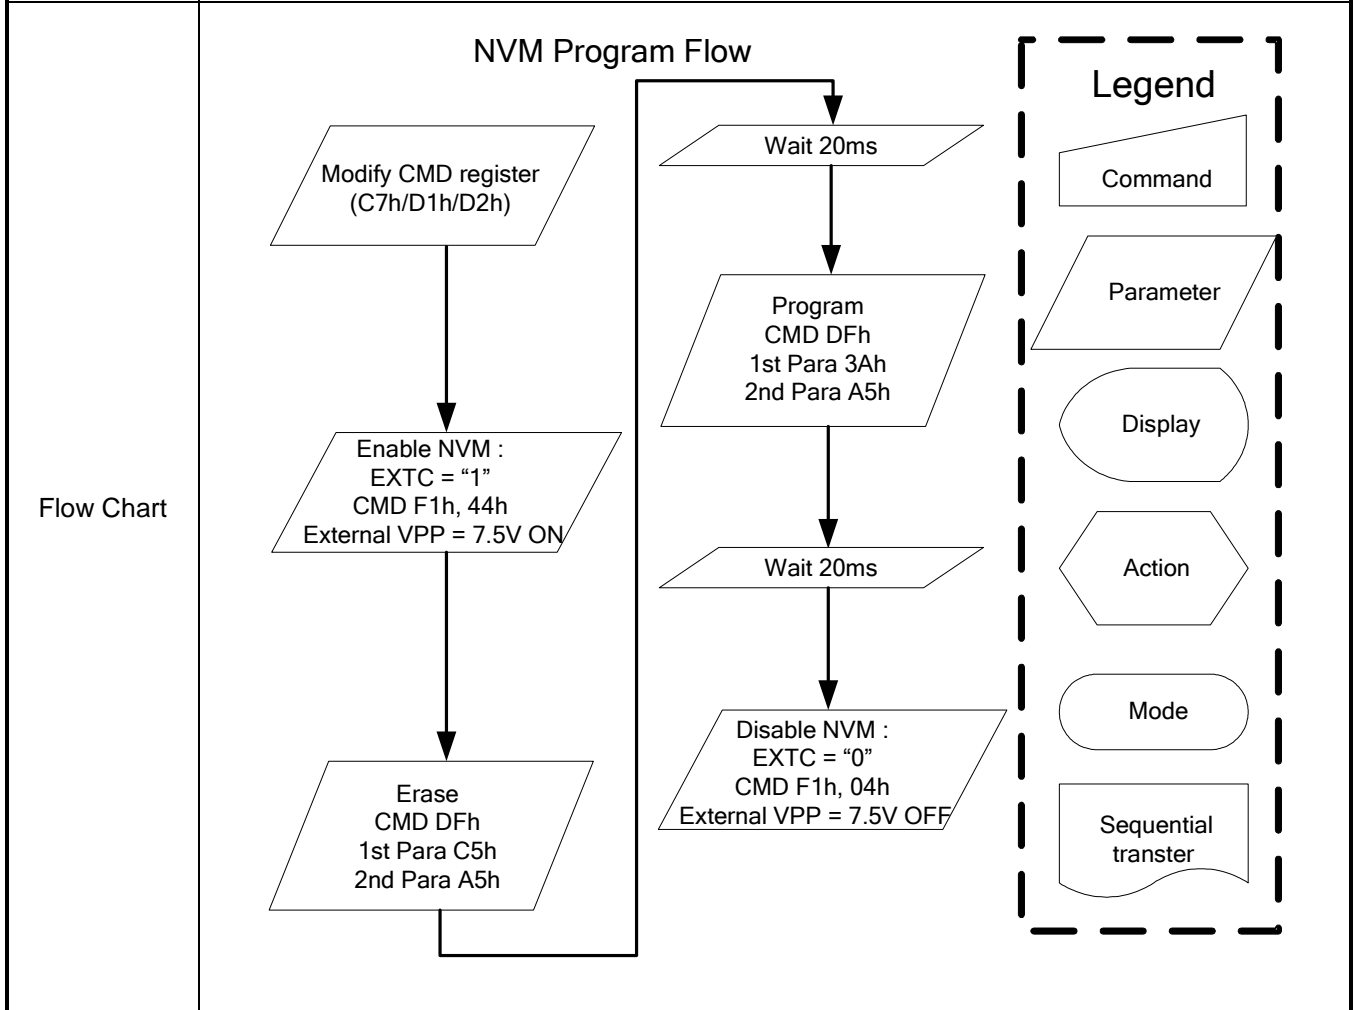 Flow Chart
NVM Program Flow
Modify CMD register
(C7h/D1h/D2h)
Enable NVM :
EXTC = “1”
CMD F1h, 44h
External VPP = 7.5V ON
Erase
CMD DFh
1st Para C5h
2nd Para A5h
Wait 20ms
Program
CMD DFh
1st Para 3Ah
2nd Para A5h
Wait 20ms
Disable NVM :
EXTC = “0”
CMD F1h, 04h
External VPP = 7.5V OFF
Legend
Command
Parameter
Display
Action
Mode
Sequential
transter